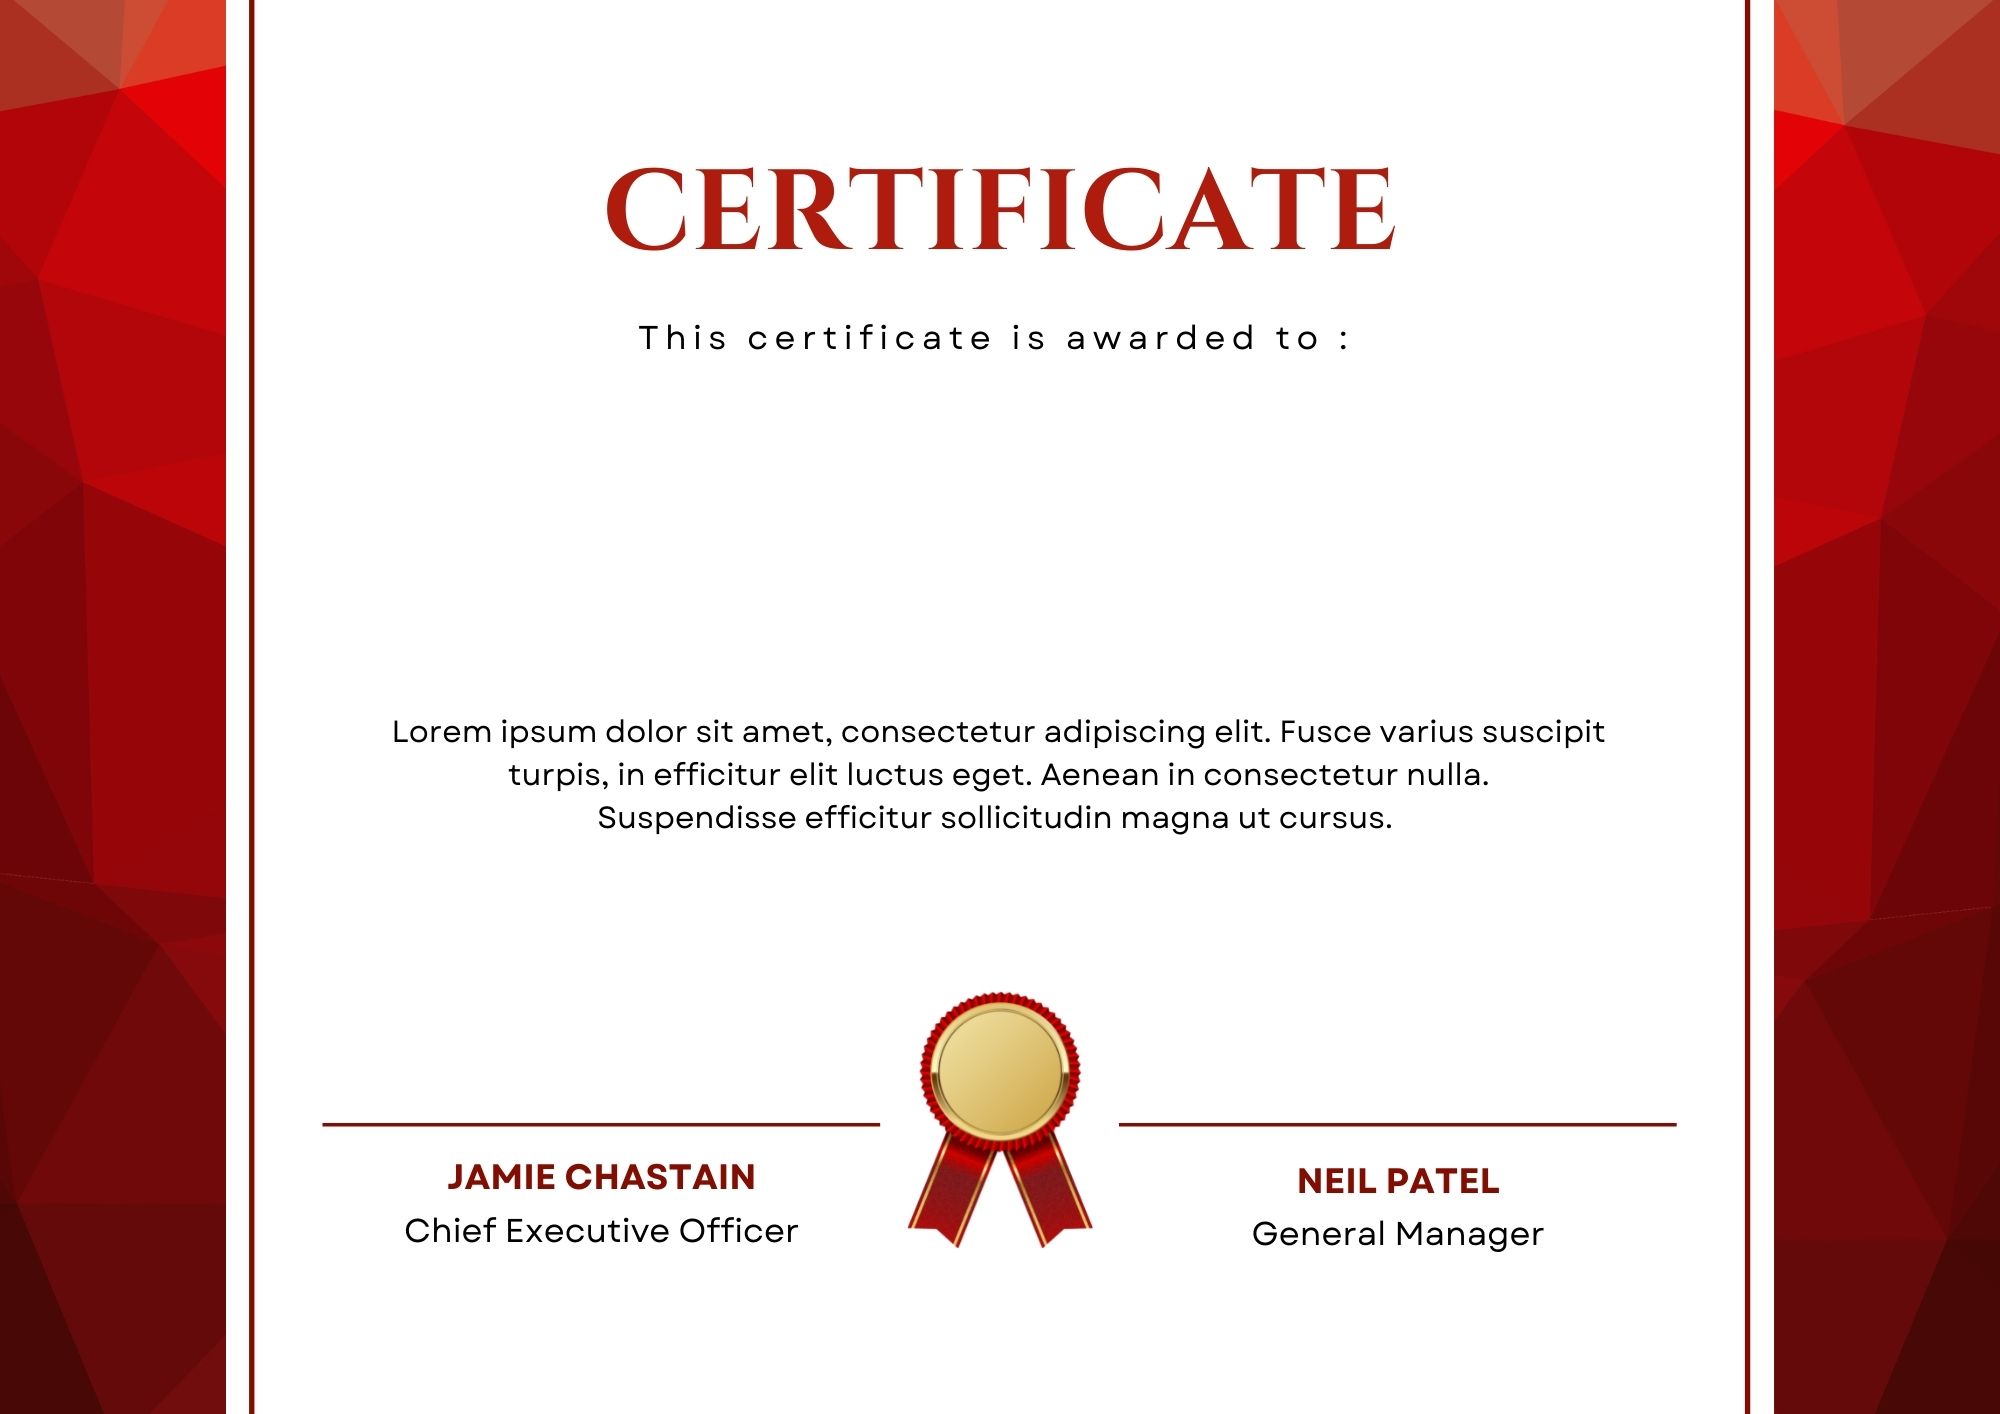 CERTIFICATE
This certificate is awarded to :
Lorem ipsum dolor sit amet, consectetur adipiscing elit. Fusce varius suscipit
turpis, in efficitur elit luctus eget. Aenean in consectetur nulla.
Suspendisse efficitur sollicitudin magna ut cursus.
JAMIE CHASTAIN
Chief Executive Officer
NEIL PATEL
General Manager